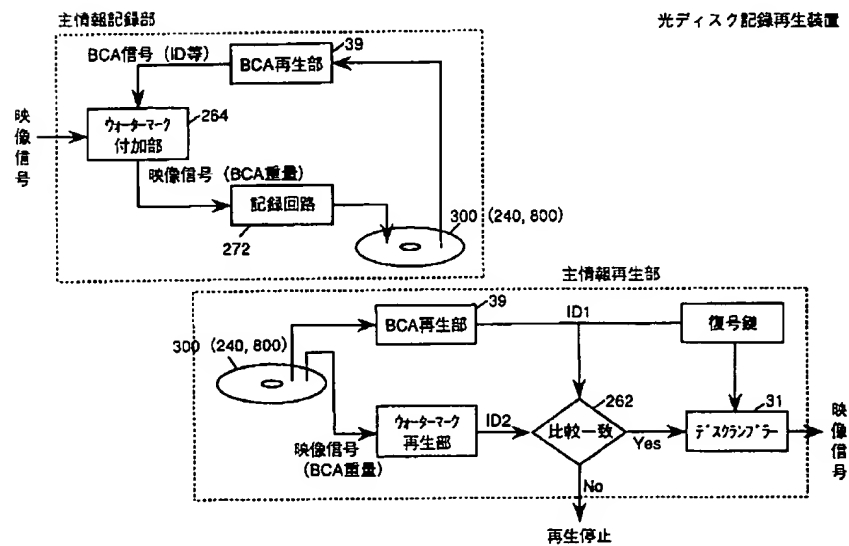 主情報記録部
光ディスク記録再生装置
BCA信号（ID等）
39
BCA再生部
映像信号
264
ウォーターマーク
付加部
映像信号（BCA重量）
記録回路
272
300（240, 800）
主情報再生部
39
BCA再生部
ID1
復号鍵
300（240, 800）
262
31
ウォーターマーク
再生部
ID2
比較一致
Yes
デスクランブラー
映像信号
映像信号
（BCA重量）
No
再生停止